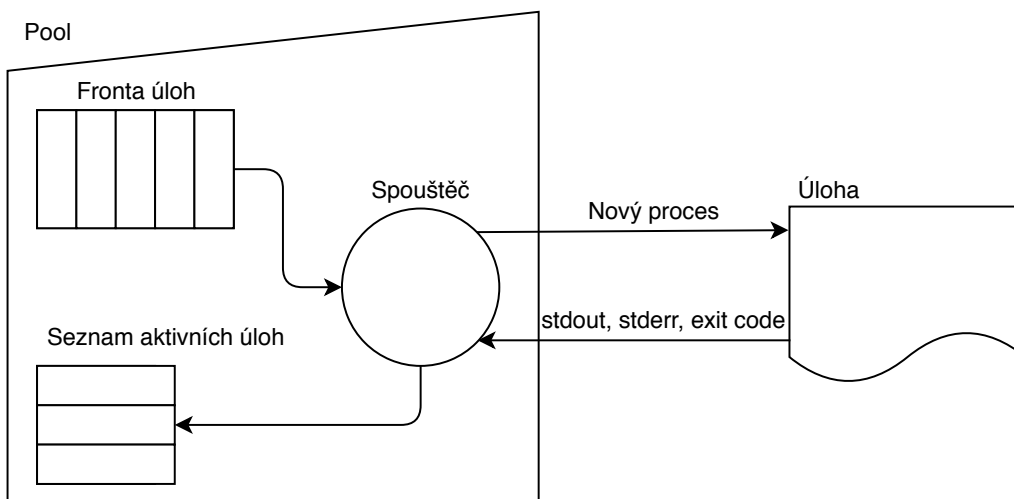 Pool
Fronta úloh
Spouštěč
Úloha
Nový proces
stdout, stderr, exit code
Seznam aktivních úloh